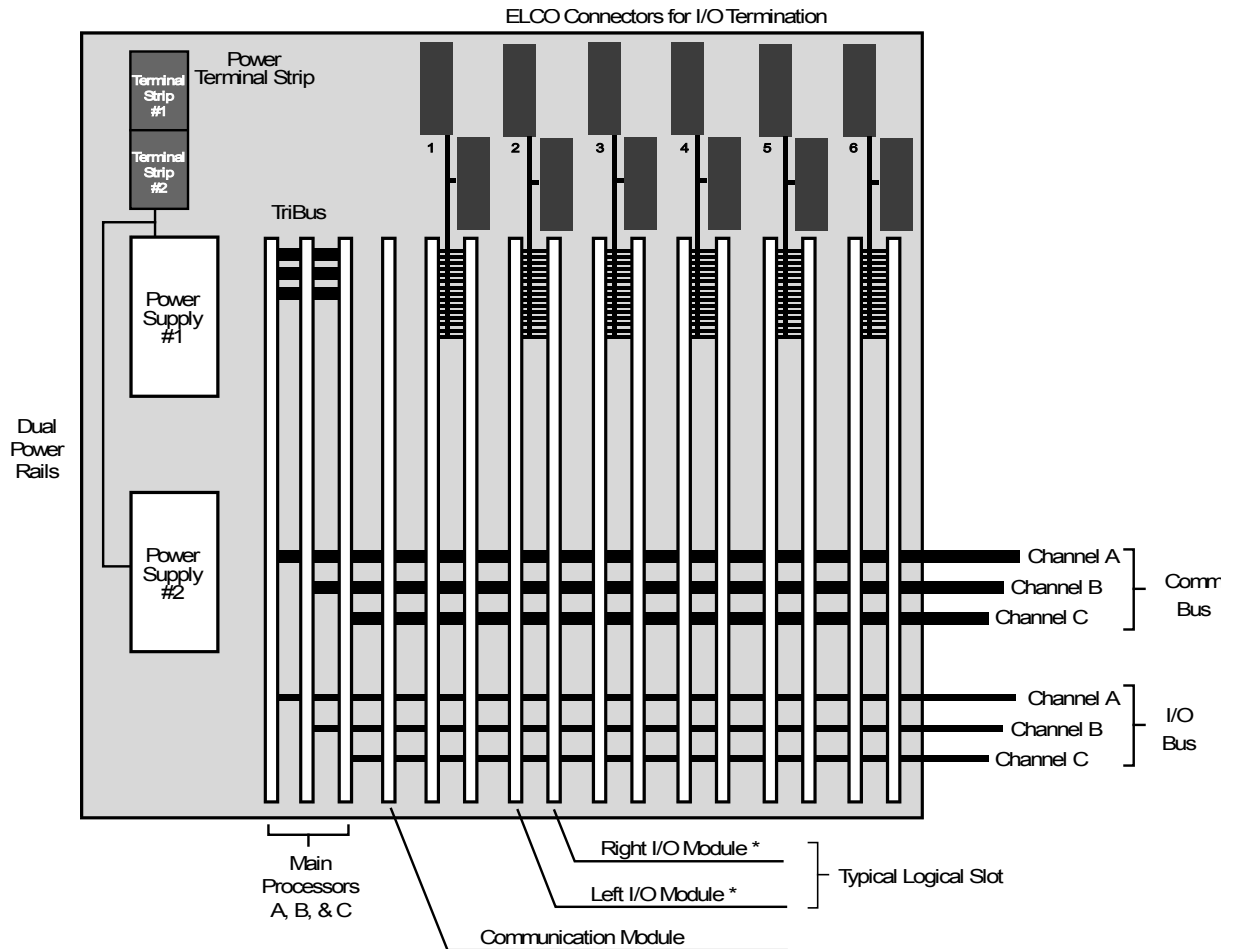 ELCO Connectors for I/O Termination
Power
Terminal Strip
Terminal
Strip
#1
Terminal
Strip
#2
1
2
3
4
5
6
TriBus
Power
Supply
#1
Dual
Power
Rails
Power
Supply
#2
Channel A
Channel B
Channel C
Comm
Bus
Channel A
Channel B
Channel C
I/O
Bus
Main
Processors
A, B, & C
Right I/O Module *
Left I/O Module *
Typical Logical Slot
Communication Module